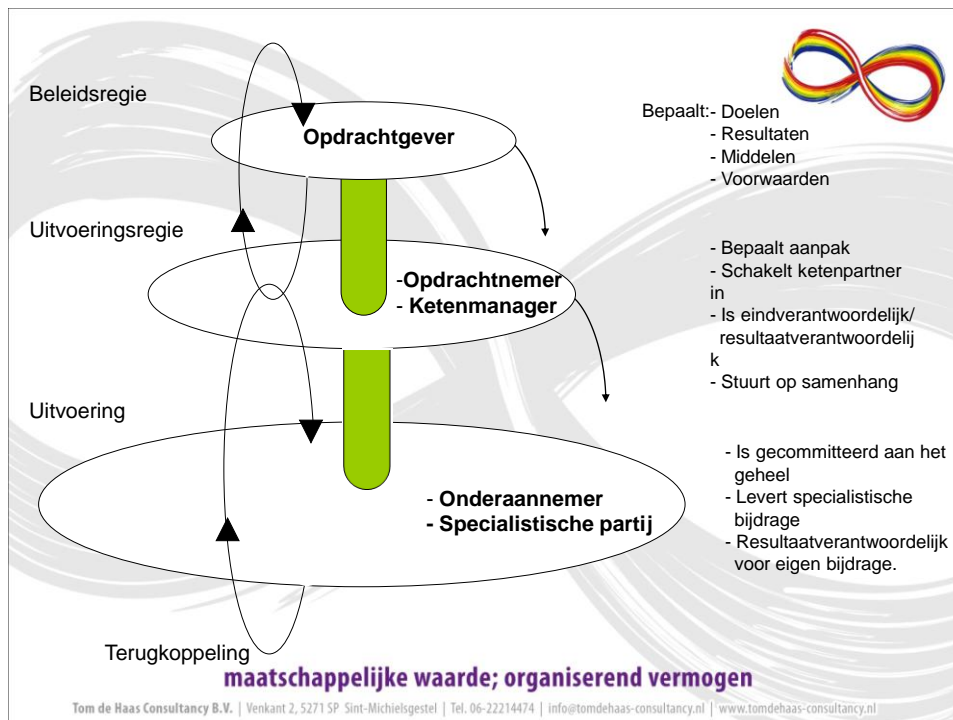 Beleidsregie
Opdrachtgever
Bepaalt:- Doelen
- Resultaten
- Middelen
- Voorwaarden
Uitvoeringsregie
-Opdrachtnemer
- Ketenmanager
- Bepaalt aanpak
- Schakelt ketenpartner
in
- Is eindverantwoordelijk/
resultaatverantwoordelij
k
- Stuurt op samenhang
Uitvoering
- Onderaannemer
- Specialistische partij
- Is gecommitteerd aan het
geheel
- Levert specialistische
bijdrage
- Resultaatverantwoordelijk
voor eigen bijdrage.
Terugkoppeling
maatschappelijke waarde; organiserend vermogen
Tom de Haas Consultancy B.V. | Venkant 2, 5271 SP Sint-Michielsgestel | Tel. 06-22214474 | info@tomdehaas-consultancy.nl | www.tomdehaas-consultancy.nl